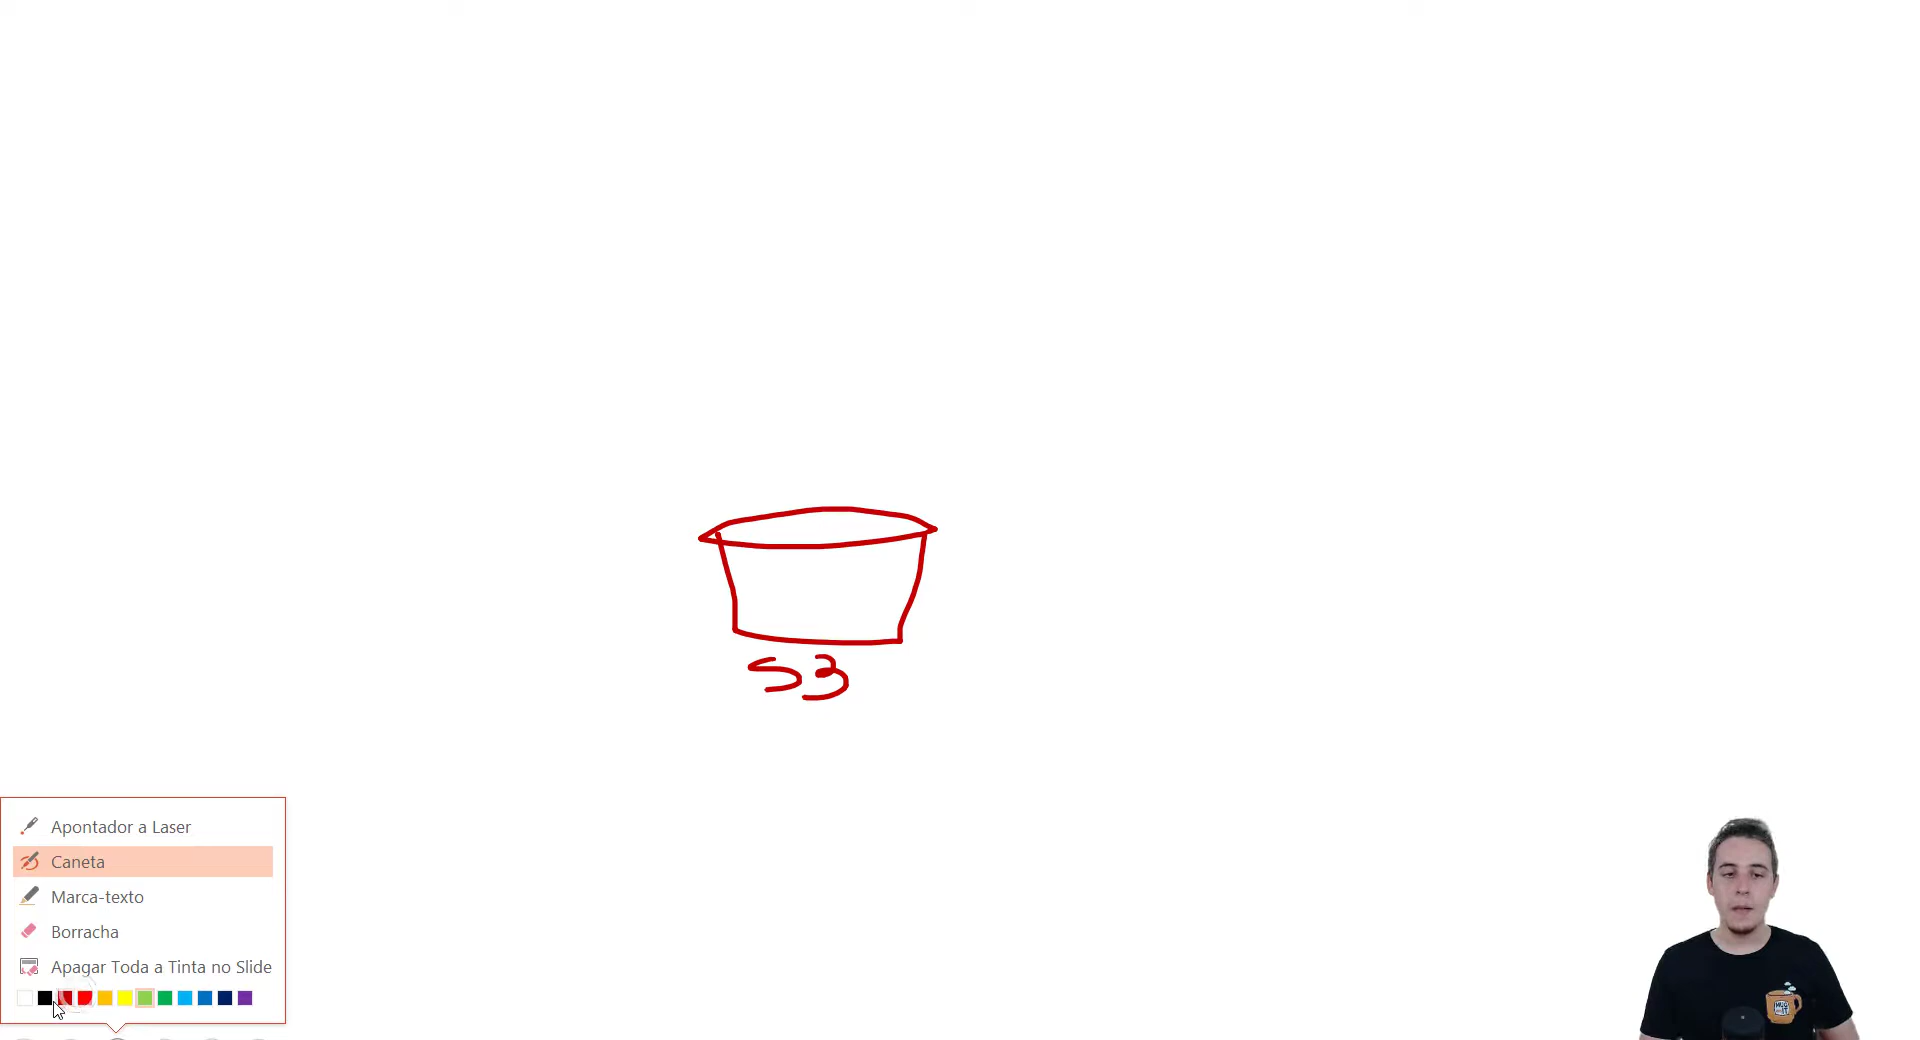 S3
Apontador a Laser
Caneta
Marca-texto
Borracha
Apagar Toda a Tinta no Slide